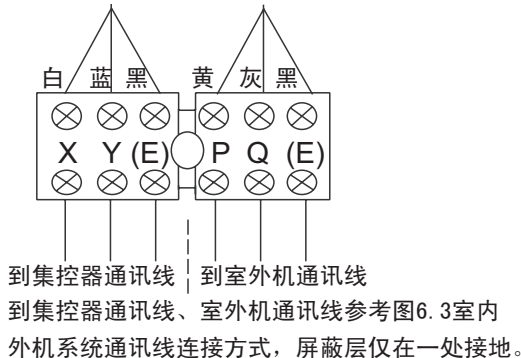 白 蓝 黑 黄 灰 黑
X Y (E) P Q (E)
到集控器通讯线 到室外机通讯线
到集控器通讯线、室外机通讯线参考图6.3室内
外机系统通讯线连接方式，屏蔽层仅在一处接地。